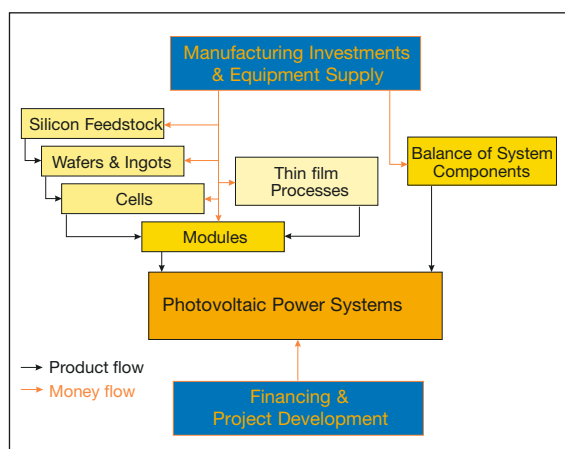 Manufacturing Investments
& Equipment Supply
Silicon Feedstock
Wafers & Ingots
Cells
Thin film
Processes
Balance of System
Components
Modules
Photovoltaic Power Systems
Product flow
Money flow
Financing &
Project Development